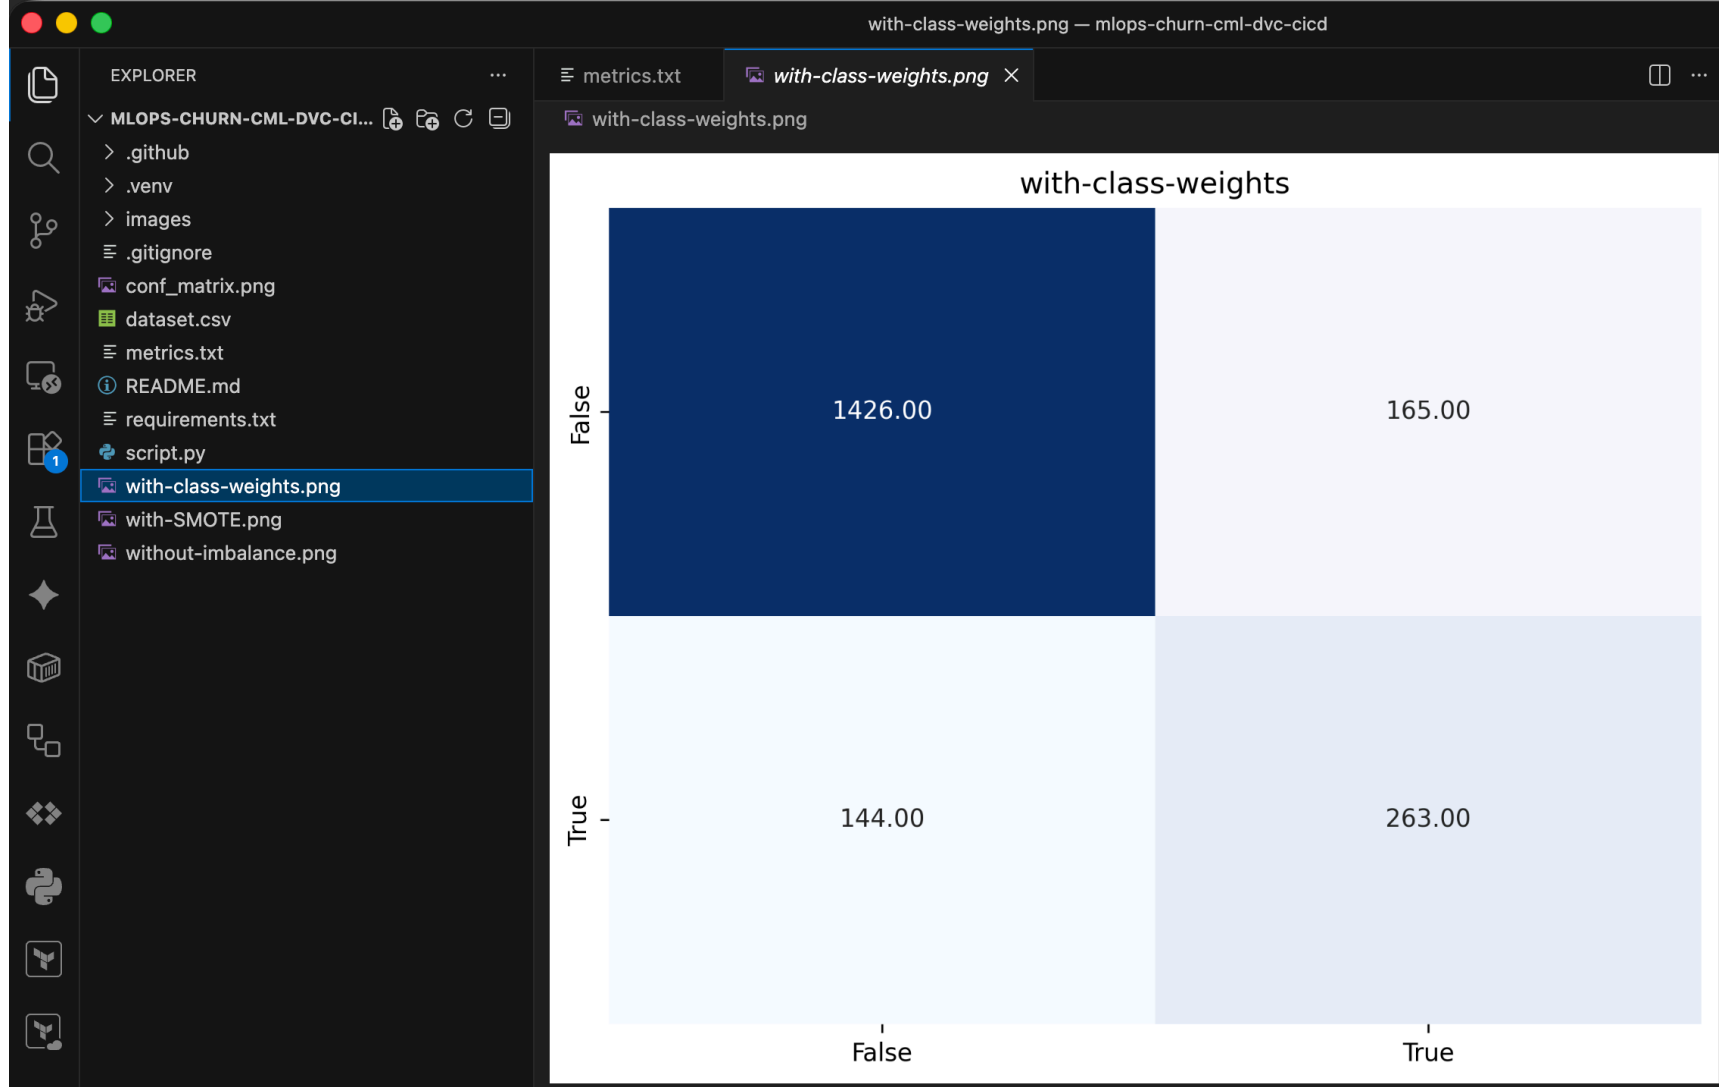 with-class-weights.png — mlops-churn-cml-dvc-cicd
EXPLORER
MLOPS-CHURN-CML-DVC-CI...
.github
.venv
images
.gitignore
conf_matrix.png
dataset.csv
metrics.txt
README.md
requirements.txt
script.py
with-class-weights.png
with-SMOTE.png
without-imbalance.png
1
metrics.txt
with-class-weights.png
with-class-weights.png
with-class-weights
False
1426.00
165.00
True
144.00
263.00
False
True